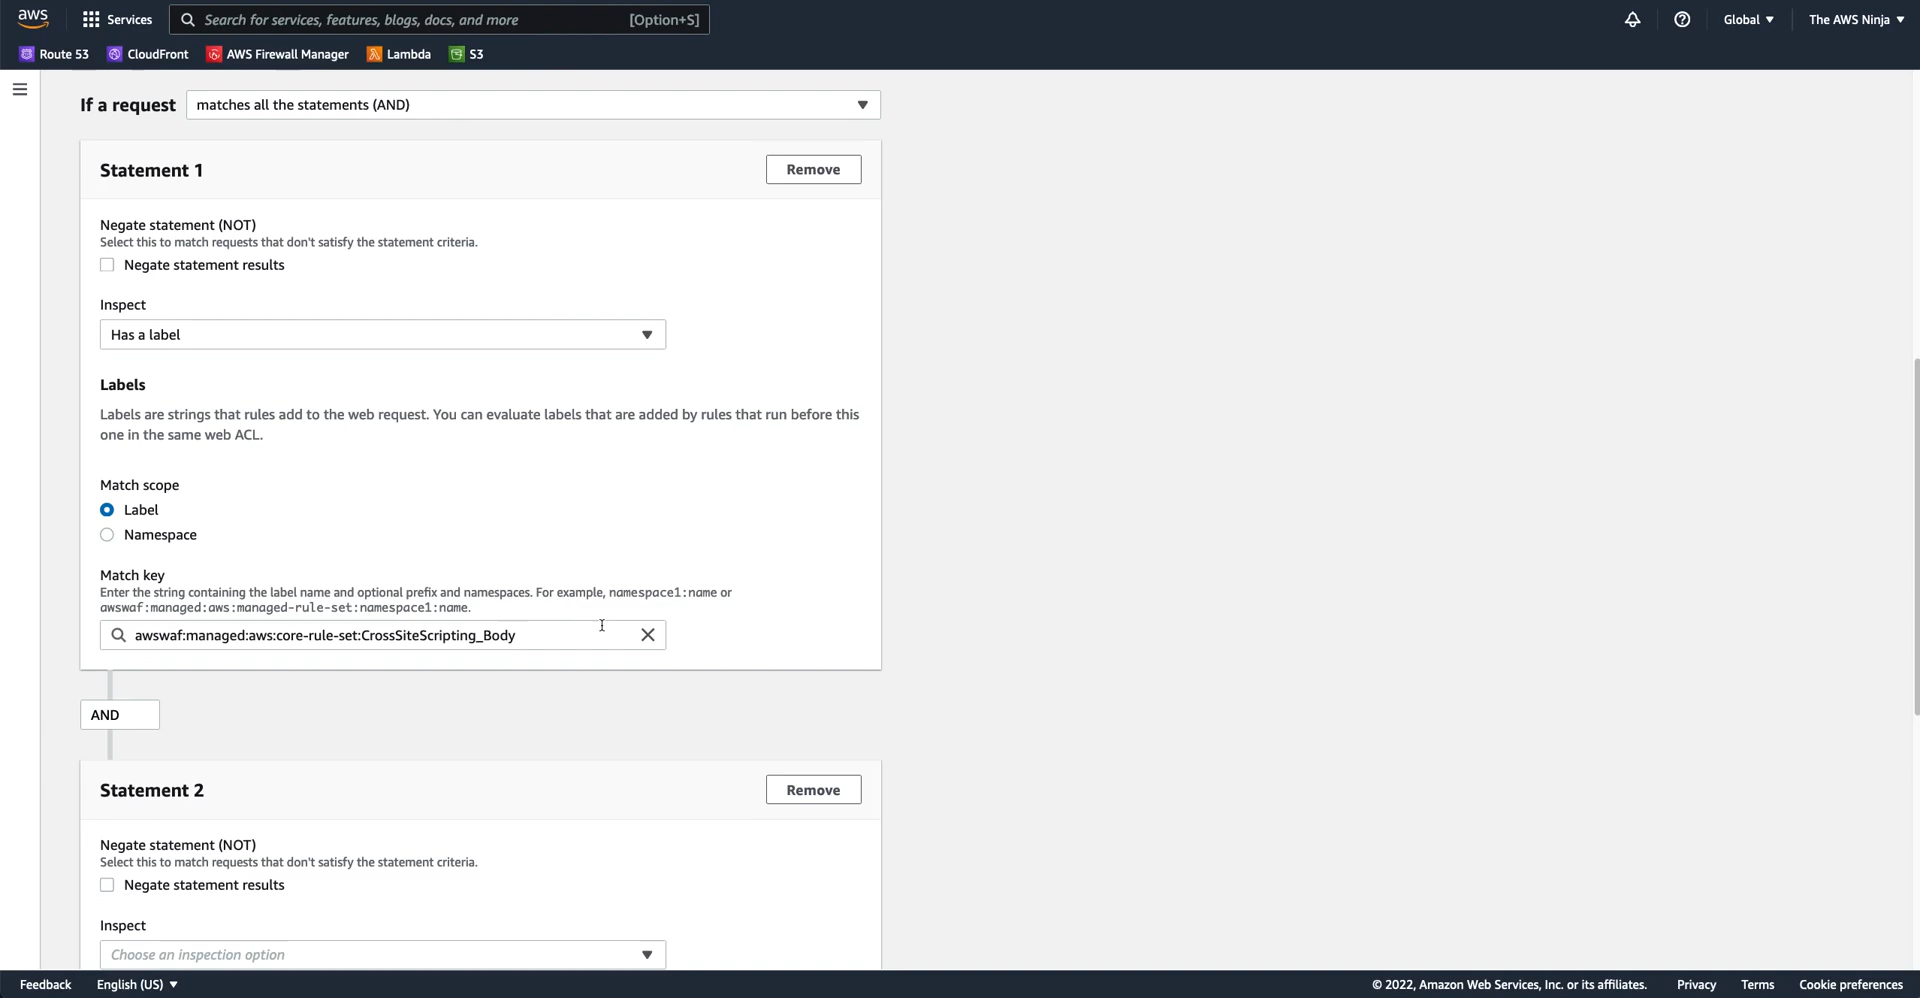 aws
Services
Search for services, features, blogs, docs, and more
[Option+S]
Global
The AWS Ninja
Route 53
CloudFront
AWS Firewall Manager
Lambda
S3
If a request
matches all the statements (AND)
Statement 1
Remove
Negate statement (NOT)
Select this to match requests that don't satisfy the statement criteria.
Negate statement results
Inspect
Has a label
Labels
Labels are strings that rules add to the web request. You can evaluate labels that are added by rules that run before this
one in the same web ACL.
Match scope
Label
Namespace
Match key
Enter the string containing the label name and optional prefix and namespaces. For example, namespace1:name or
awswaf:managed:aws:managed-rule-set:namespace1:name.
awswaf:managed:aws:core-rule-set:CrossSiteScripting_Body
AND
Statement 2
Remove
Negate statement (NOT)
Select this to match requests that don't satisfy the statement criteria.
Negate statement results
Inspect
Choose an inspection option
Feedback
English (US)
© 2022, Amazon Web Services, Inc. or its affiliates.
Privacy
Terms
Cookie preferences